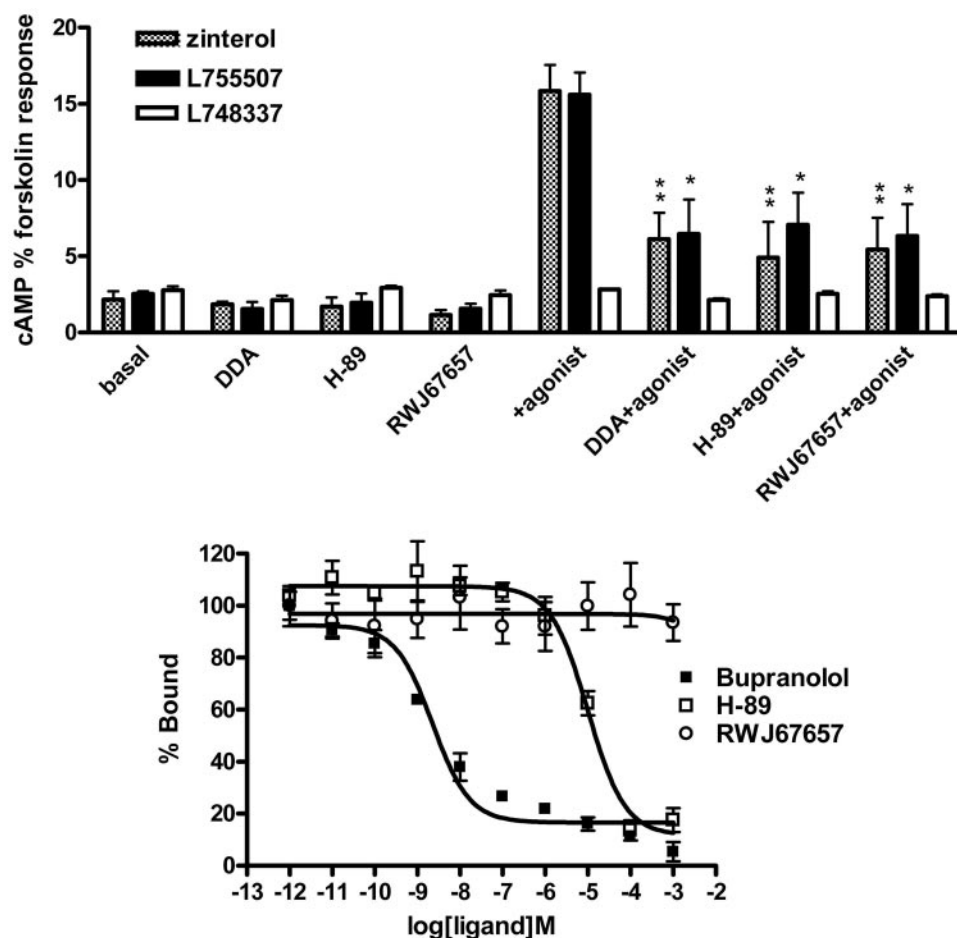 20
15
10
5
0
cAMP % forskolin response
zinterol
L755507
L748337
* * * * * * * * *
basal
DDA
H-89
RWJ67657
+agonist
DDA+agonist
H-89+agonist
RWJ67657+agonist
120
100
80
60
40
20
0
% Bound
Bupranolol
H-89
RWJ67657
-13 -12 -11 -10 -9 -8 -7 -6 -5 -4 -3 -2
log[ligand]M